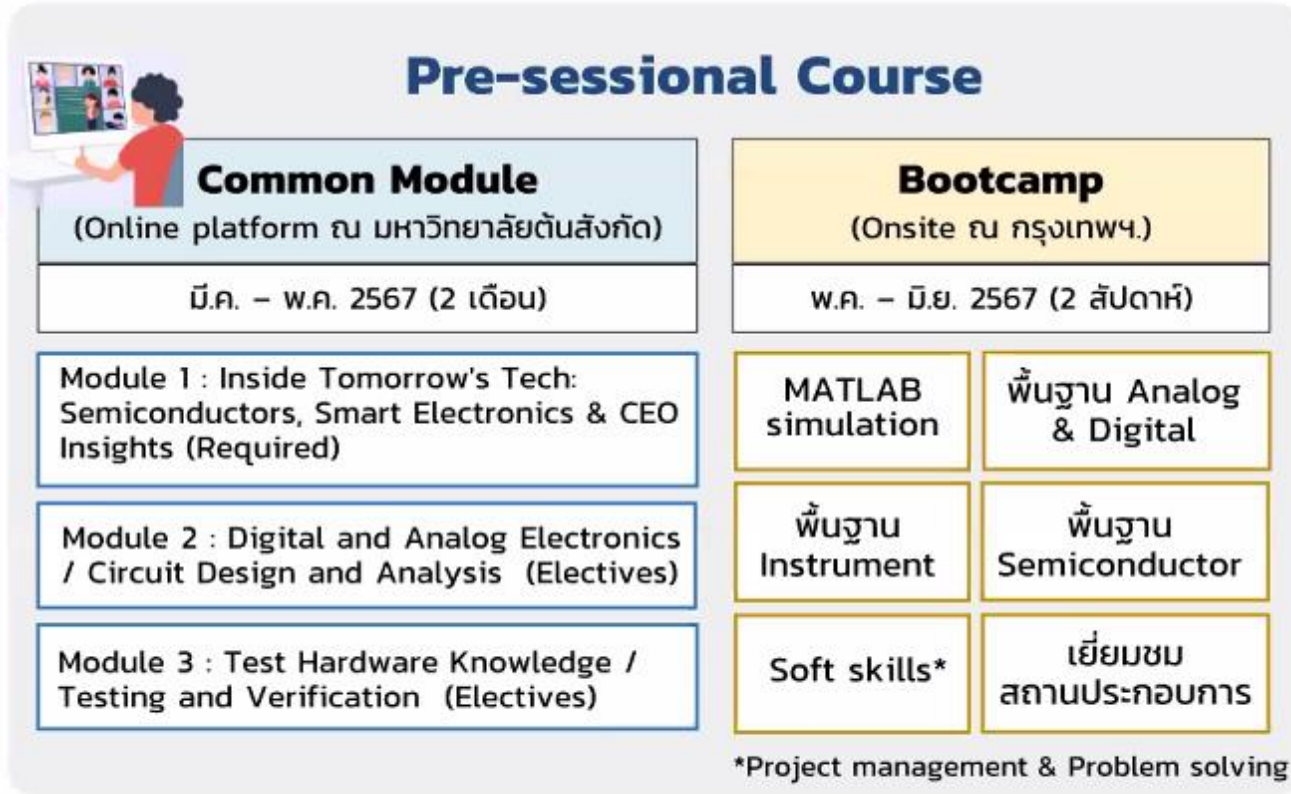 Pre-sessional Course
Common Module
(Online platform ณ มหาวิทยาลัยต้นสังกัด)
มี.ค. – พ.ค. 2567 (2 เดือน)
Module 1 : Inside Tomorrow's Tech:
Semiconductors, Smart Electronics & CEO
Insights (Required)
Module 2 : Digital and Analog Electronics
/ Circuit Design and Analysis (Electives)
Module 3 : Test Hardware Knowledge /
Testing and Verification (Electives)
Bootcamp
(Onsite ณ กรุงเทพฯ.)
พ.ค. – มิ.ย. 2567 (2 สัปดาห์)
MATLAB
simulation
พื้นฐาน Analog
& Digital
พื้นฐาน
Instrument
พื้นฐาน
Semiconductor
Soft skills*
เยี่ยมชม
สถานประกอบการ
*Project management & Problem solving